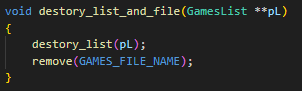 void destory_list_and_file(GamesList **pL)
{
    destory_list(pL);
    remove(GAMES_FILE_NAME);
}